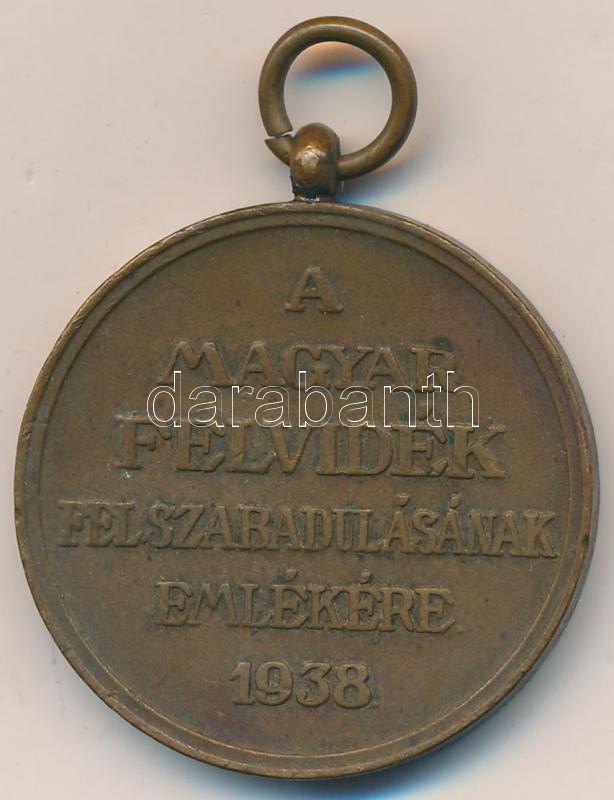 A
MAGYAR
darabanth
FELVIDÉK
FELSZABADULÁSÁNAK
EMLÉKÉRE.
1938.